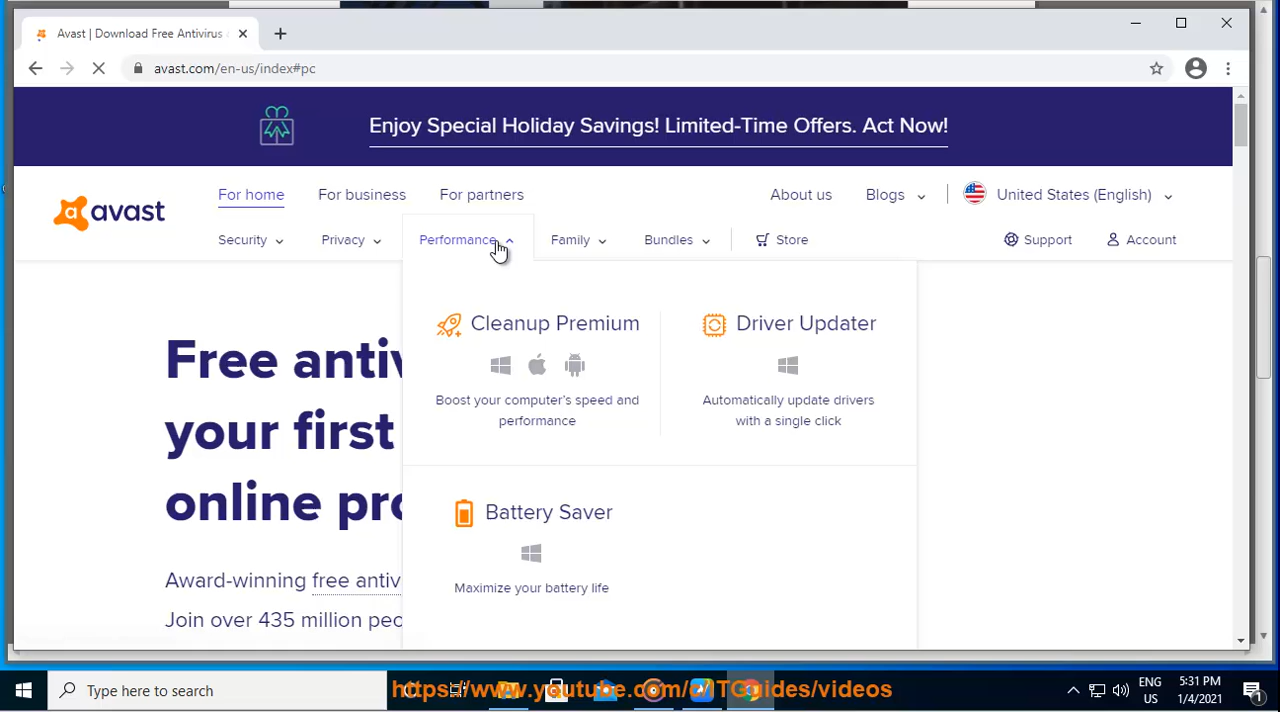 Avast | Download Free Antivirus
avast.com/en-us/index#pc
Enjoy Special Holiday Savings! Limited-Time Offers. Act Now!
For home For business For partners About us Blogs United States (English)
avast
Security Privacy Performance Family Bundles Store Support Account
Cleanup Premium Driver Updater
Boost your computer's speed and performance
Automatically update drivers with a single click
Free antiv
your first
online pro
Battery Saver
Maximize your battery life
Award-winning free antiv
Join over 435 million peo
Type here to search
https://www.youtube.com/c/ITGuides/videos
ENG
US
5:31 PM
1/4/2021
1